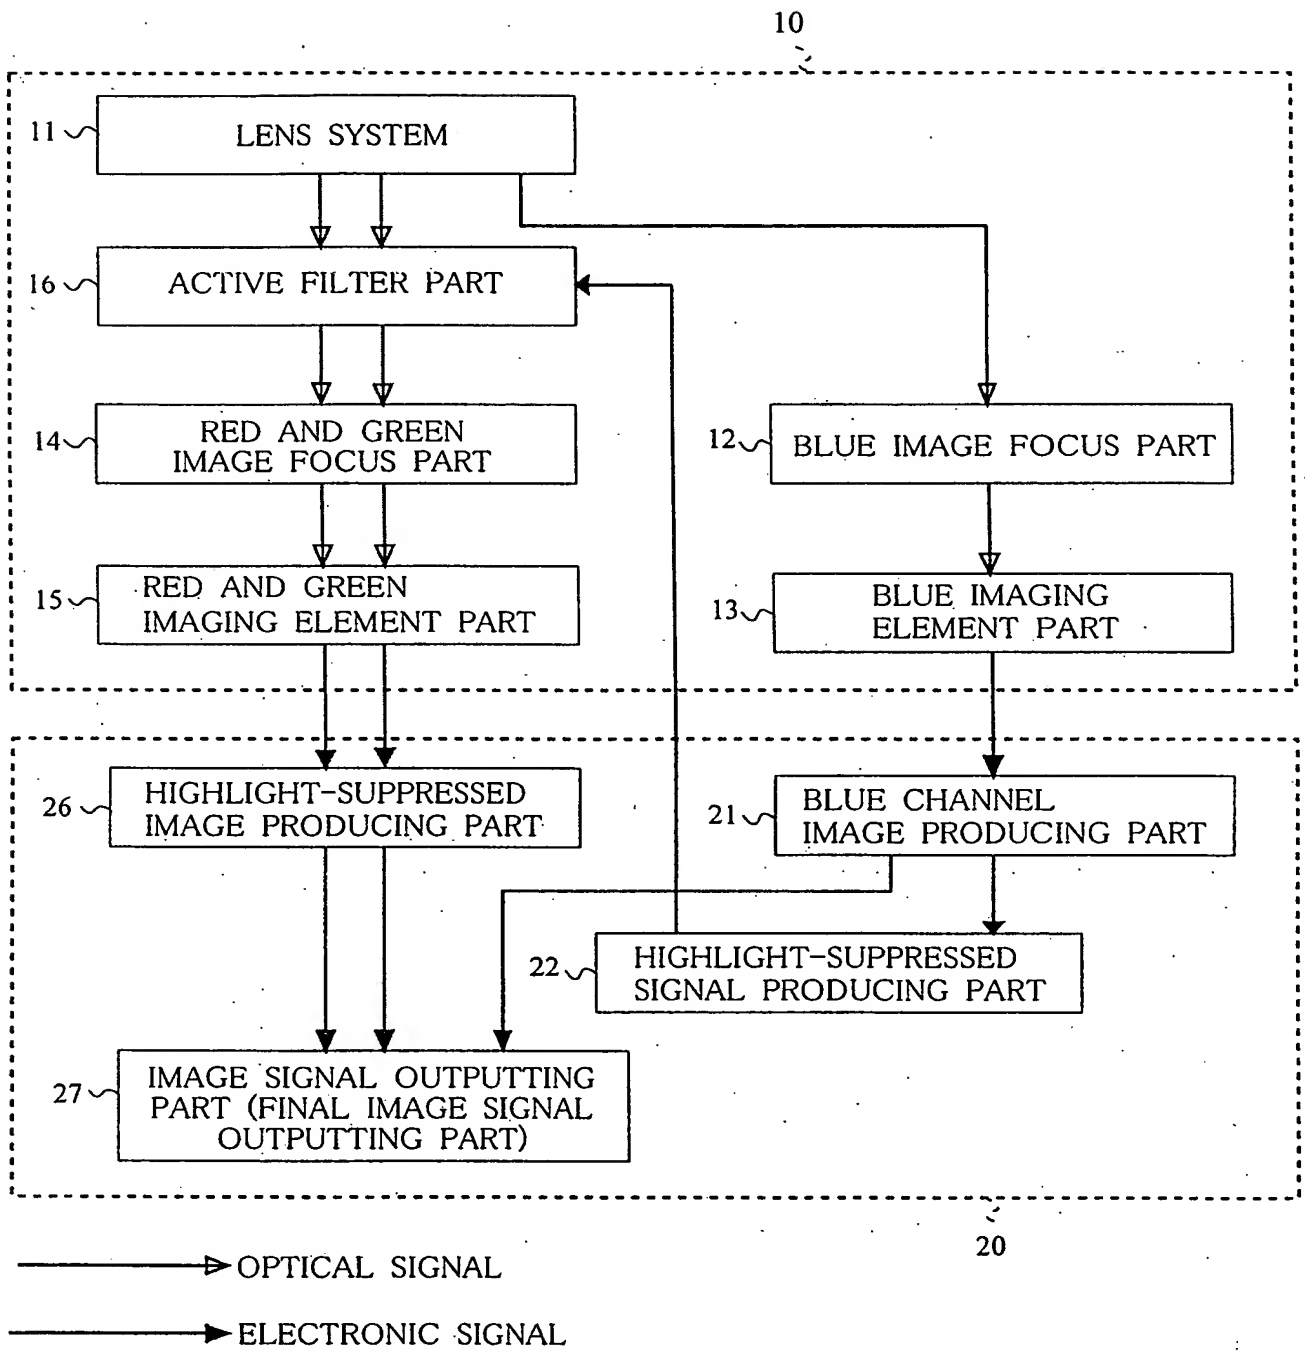 10
11
LENS SYSTEM
16
ACTIVE FILTER PART
14
RED AND GREEN
IMAGE FOCUS PART
12
BLUE IMAGE FOCUS PART
15
RED AND GREEN
IMAGING ELEMENT PART
13
BLUE IMAGING
ELEMENT PART
26
HIGHLIGHT-SUPPRESSED
IMAGE PRODUCING PART
21
BLUE CHANNEL
IMAGE PRODUCING PART
22
HIGHLIGHT-SUPPRESSED
SIGNAL PRODUCING PART
27
IMAGE SIGNAL OUTPUTTING
PART (FINAL IMAGE SIGNAL
OUTPUTTING PART)
20
OPTICAL SIGNAL
ELECTRONIC SIGNAL